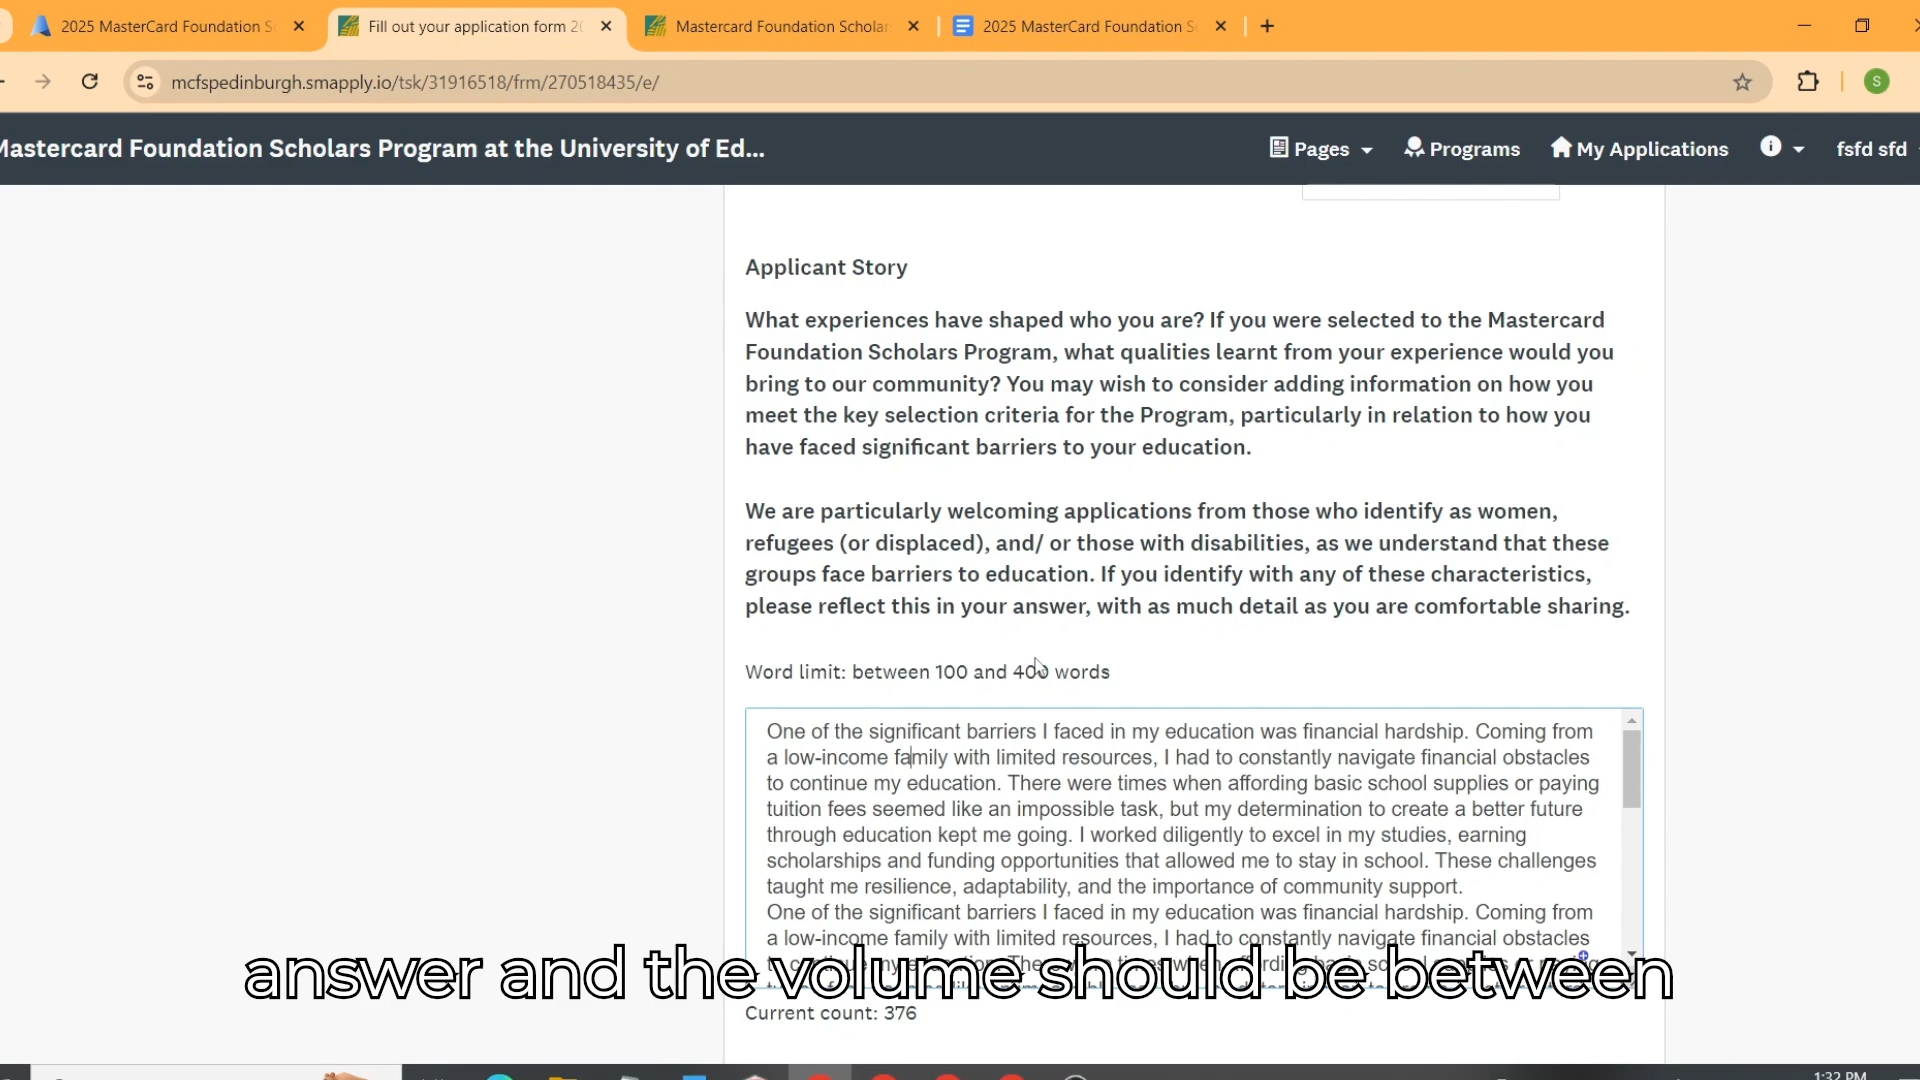 2025 MasterCard Foundation Sc
Fill out your application form 20
Mastercard Foundation Scholar
2025 MasterCard Foundation Sc
mcfspedinburgh.smapply.io/tsk/31916518/frm/270518435/e/
S
Mastercard Foundation Scholars Program at the University of Ed...
Pages
Programs
My Applications
fsfd sfd
Applicant Story
What experiences have shaped who you are? If you were selected to the Mastercard
Foundation Scholars Program, what qualities learnt from your experience would you
bring to our community? You may wish to consider adding information on how you
meet the key selection criteria for the Program, particularly in relation to how you
have faced significant barriers to your education.
We are particularly welcoming applications from those who identify as women,
refugees (or displaced), and/ or those with disabilities, as we understand that these
groups face barriers to education. If you identify with any of these characteristics,
please reflect this in your answer, with as much detail as you are comfortable sharing.
Word limit: between 100 and 400 words
One of the significant barriers I faced in my education was financial hardship. Coming from
a low-income family with limited resources, I had to constantly navigate financial obstacles
to continue my education. There were times when affording basic school supplies or paying
tuition fees seemed like an impossible task, but my determination to create a better future
through education kept me going. I worked diligently to excel in my studies, earning
scholarships and funding opportunities that allowed me to stay in school. These challenges
taught me resilience, adaptability, and the importance of community support.
One of the significant barriers I faced in my education was financial hardship. Coming from
a low-income family with limited resources, I had to constantly navigate financial obstacles
answer and the volume should be between
Current count: 376
1:32 PM